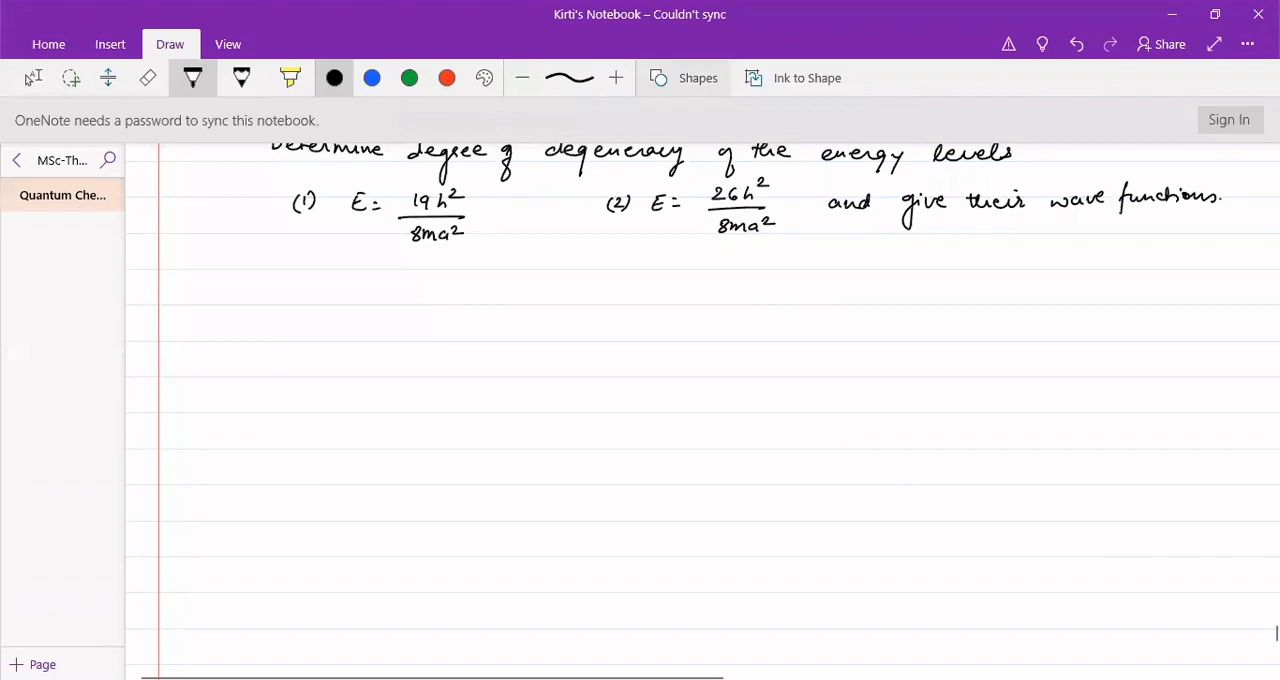 Kirti's Notebook – Couldn't sync
Home Insert Draw View Share
Shapes Ink to Shape
OneNote needs a password to sync this notebook. Sign In
MSc-Th...
Quantum Che...
Determine degree of degeneracy of the energy levels
(1) E = 19h²/8ma² (2) E = 26h²/8ma² and give their wave functions.
+ Page